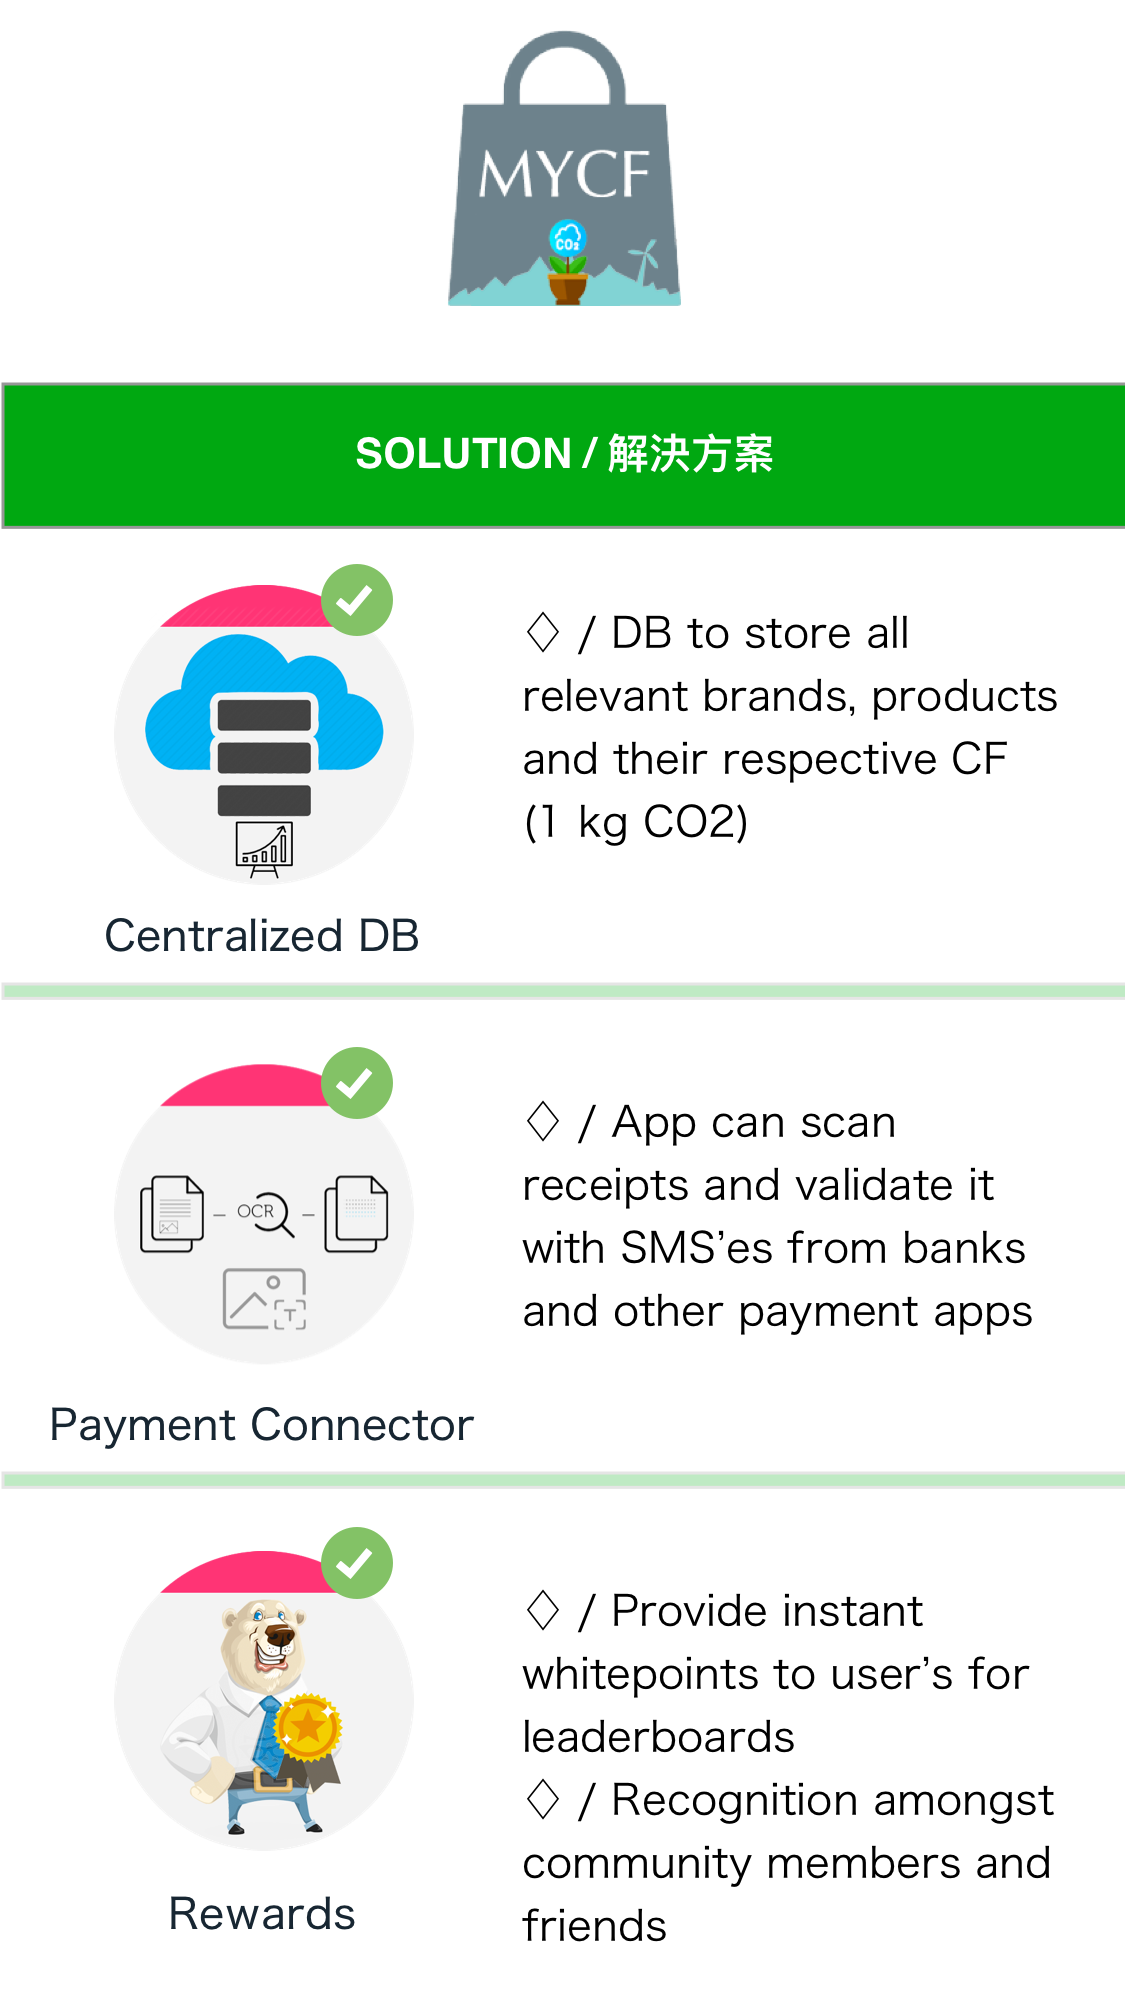 MYCF
CO₂
SOLUTION / 解決方案
♢ / DB to store all
relevant brands, products
and their respective CF
(1 kg CO2)
Centralized DB
♢ / App can scan
receipts and validate it
with SMS’es from banks
and other payment apps
OCR
T
Payment Connector
♢ / Provide instant
whitepoints to user’s for
leaderboards
♢ / Recognition amongst
community members and
friends
Rewards